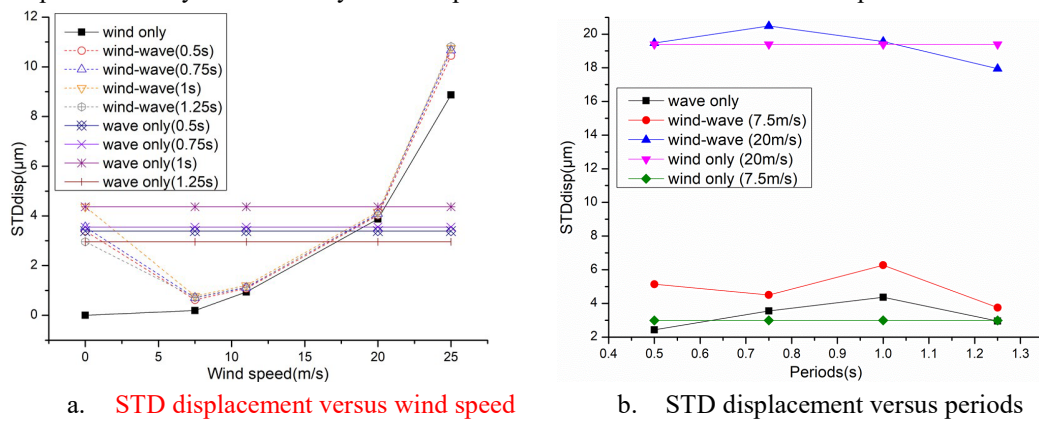 12
10
8
6
4
2
0
STDdisp(μm)
wind only
wind-wave(0.5s)
wind-wave(0.75s)
wind-wave(1s)
wind-wave(1.25s)
wave only(0.5s)
wave only(0.75s)
wave only(1s)
wave only(1.25s)
0 5 10 15 20 25
Wind speed(m/s)
a. STD displacement versus wind speed
20
18
16
14
12
10
8
6
4
2
STDdisp(μm)
wave only
wind-wave (7.5m/s)
wind-wave (20m/s)
wind only (20m/s)
wind only (7.5m/s)
0.4 0.5 0.6 0.7 0.8 0.9 1.0 1.1 1.2 1.3
Periods(s)
b. STD displacement versus periods